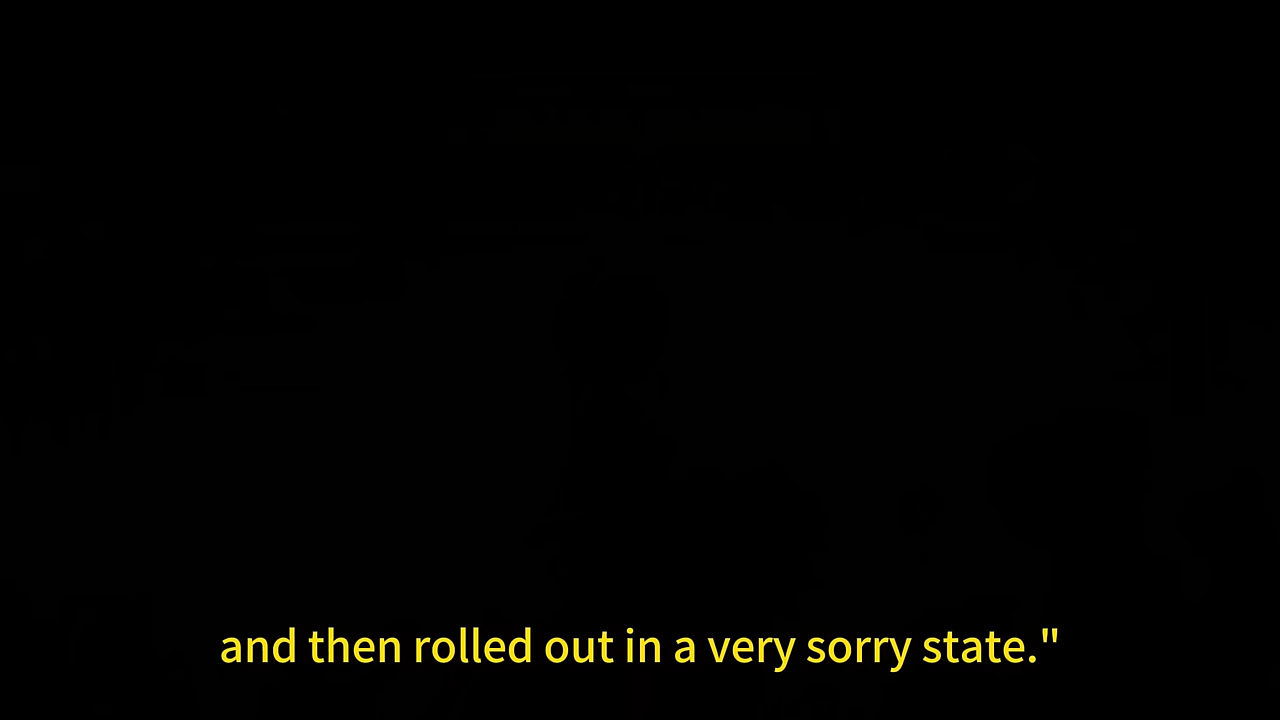 and then rolled out in a very sorry state."